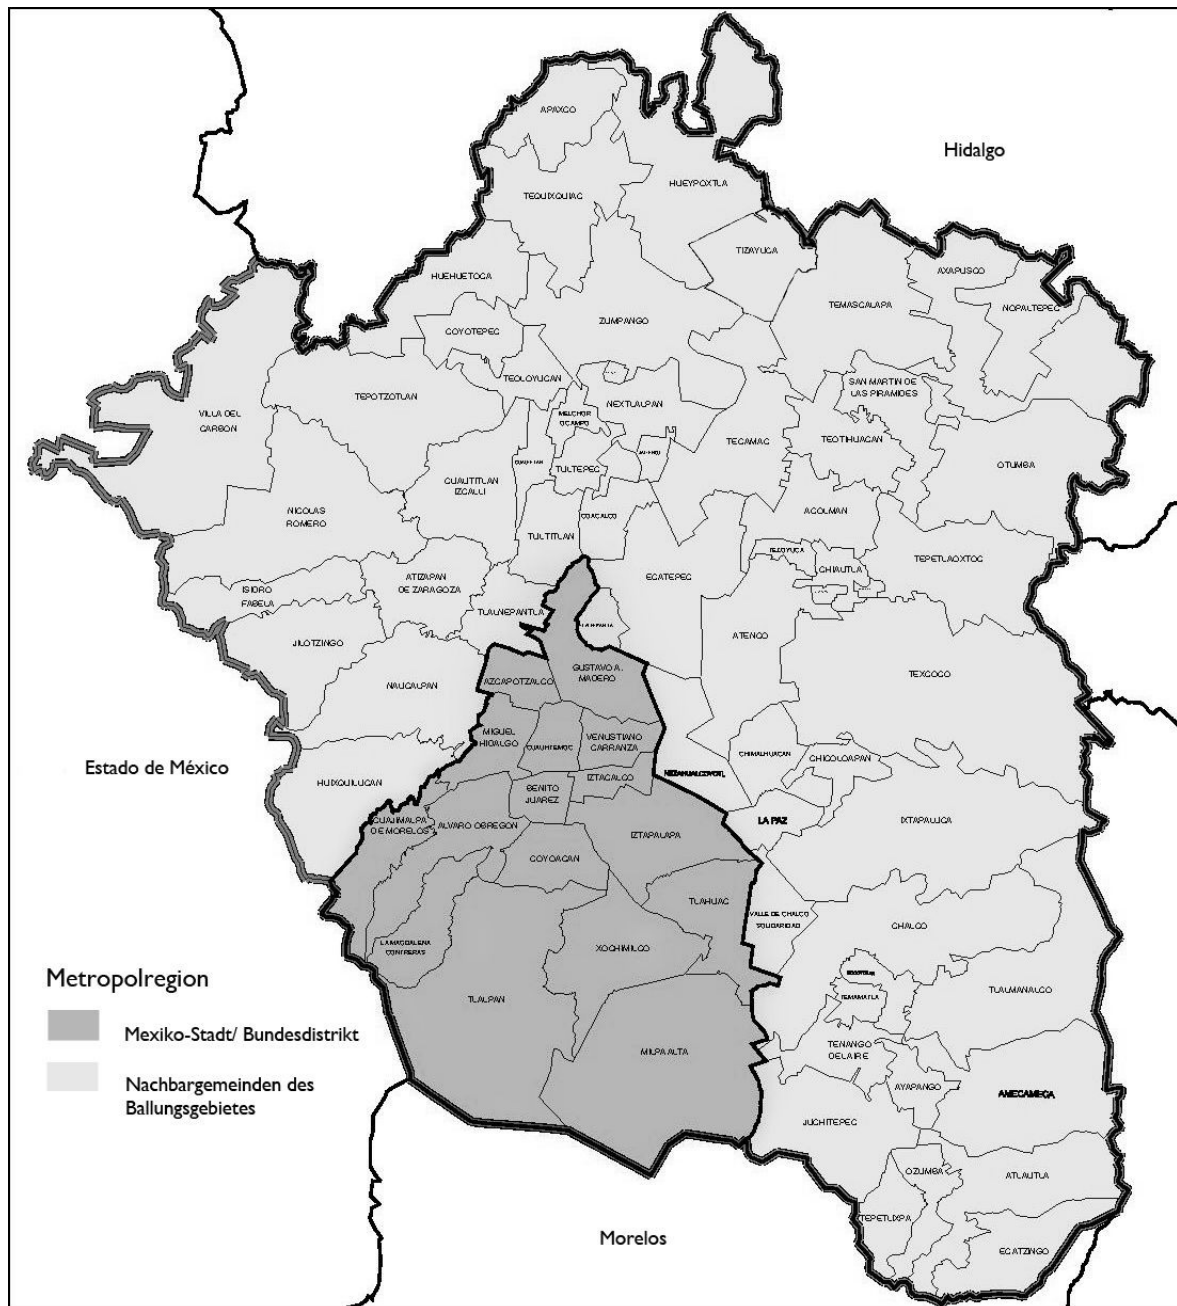 Hidalgo
APAXCO
HUEYPOXTLA
TEQUIXQUIAC
TIZAYUCA
HUEHUETOCA
AXAPUSCO
TEMASCALAPA
NOPALTEPEC
ZUMPANGO
COYOTEPEC
TEOLOYUCAN
SAN MARTIN DE
LAS PIRAMIDES
TEPOTZOTLAN
NEXTLALPAN
MELCHOR
OCAMPO
VILLA DEL
CARBON
TECAMAC
TEOTIHUACAN
OTUMBA
TULTEPEC
CUAUTITLAN
IZCALLI
NICOLAS
ROMERO
COACALCO
ACOLMAN
TULTITLAN
TEPETLAOXTOC
CHIAUTLA
ECATEPEC
ATIZAPAN
DE ZARAGOZA
ISIDRO
FABELA
TLALNEPANTLA
JILOTZINGO
ATENCO
GUSTAVO A.
MADERO
TEXCOCO
AZCAPOTZALCO
NAUCALPAN
MIGUEL
HIDALGO
CUAUHTEMOC
VENUSTIANO
CARRANZA
CHIMALHUACAN
CHICOLOAPAN
Estado de México
NEZAHUALCOYOTL
HUIXQUILUCAN
IZTACALCO
BENITO
JUAREZ
LA PAZ
IXTAPALUCA
CUAJIMALPA
DE MORELOS
ALVARO OBREGON
IZTAPALAPA
COYOACAN
TLAHUAC
VALLE DE CHALCO
SOLIDARIDAD
CHALCO
LA MAGDALENA
CONTRERAS
XOCHIMILCO
TEMAMATLA
TLALMANALCO
TLALPAN
Metropolregion
Mexiko-Stadt/ Bundesdistrikt
Nachbargemeinden des
Ballungsgebietes
MILPA ALTA
TENANGO
DEL AIRE
AYAPANGO
AMECAMECA
JUCHITEPEC
OZUMBA
ATLAUTLA
TEPETLIXPA
ECATZINGO
Morelos